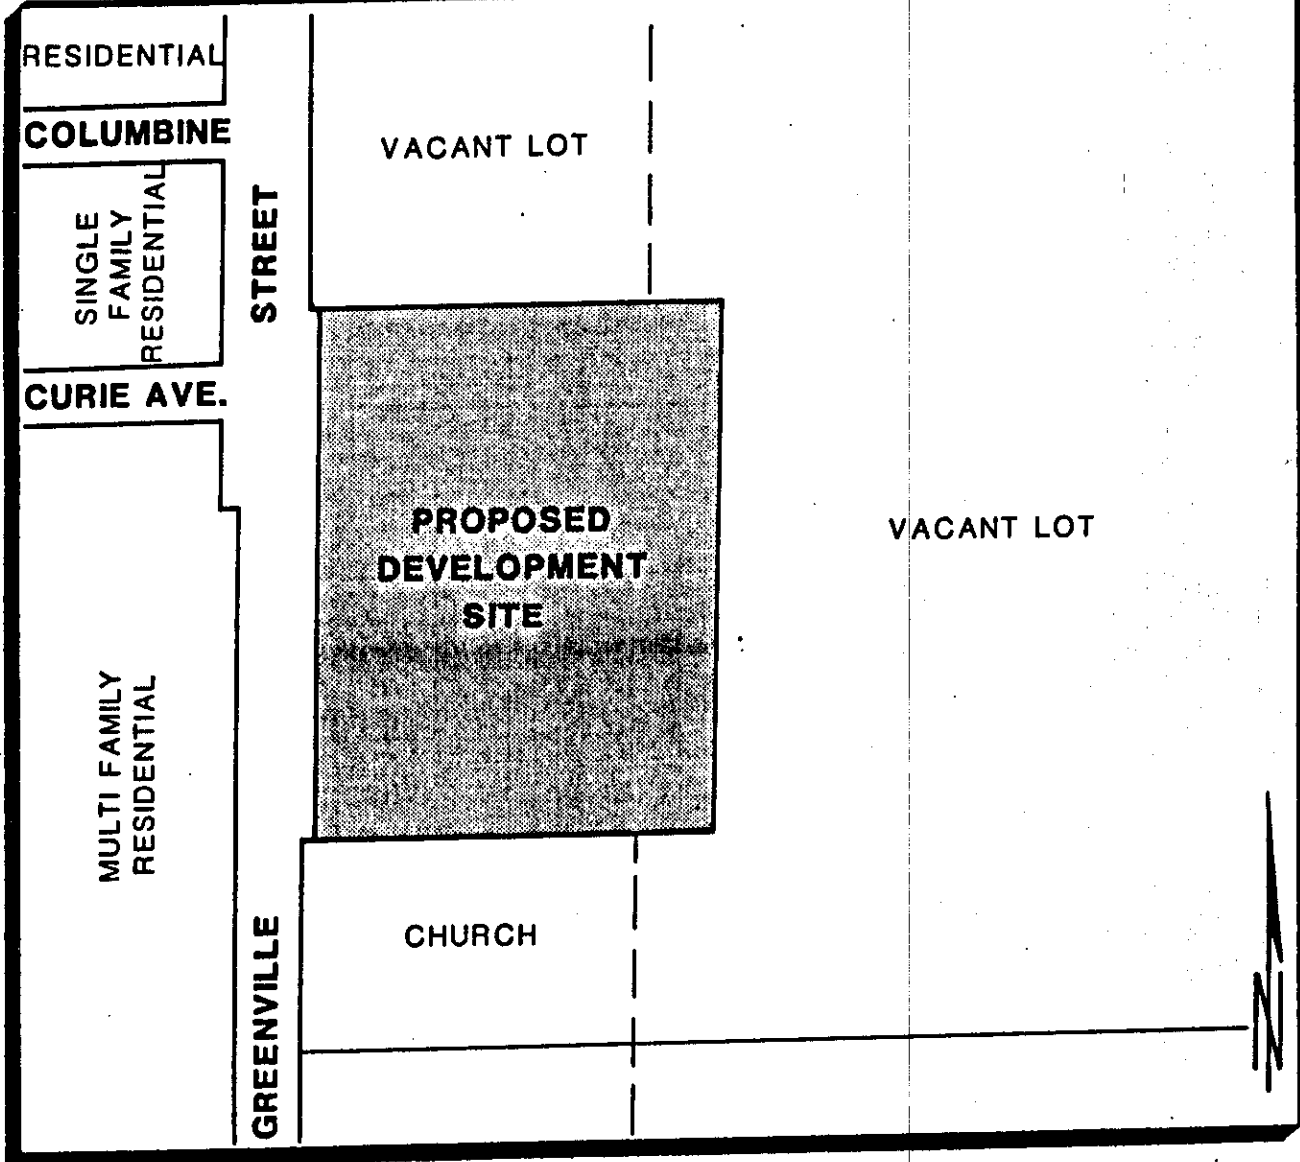 RESIDENTIAL
COLUMBINE
VACANT LOT
SINGLE
FAMILY
RESIDENTIAL
STREET
CURIE AVE.
PROPOSED
DEVELOPMENT
SITE
VACANT LOT
MULTI FAMILY
RESIDENTIAL
GREENVILLE
CHURCH
N